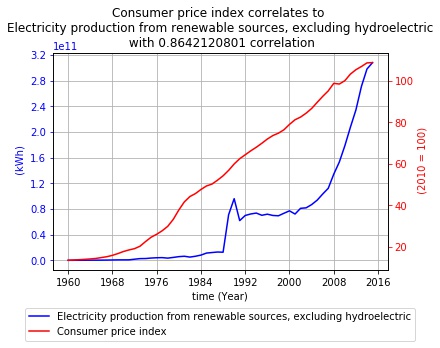 Consumer price index correlates to
Electricity production from renewable sources, excluding hydroelectric
with 0.8642120801 correlation
1e11
3.2
2.8
2.4
2.0
1.6
1.2
0.8
0.4
0.0
(kWh)
100
80
60
40
20
(2010 = 100)
1960 1968 1976 1984 1992 2000 2008 2016
time (Year)
Electricity production from renewable sources, excluding hydroelectric
Consumer price index